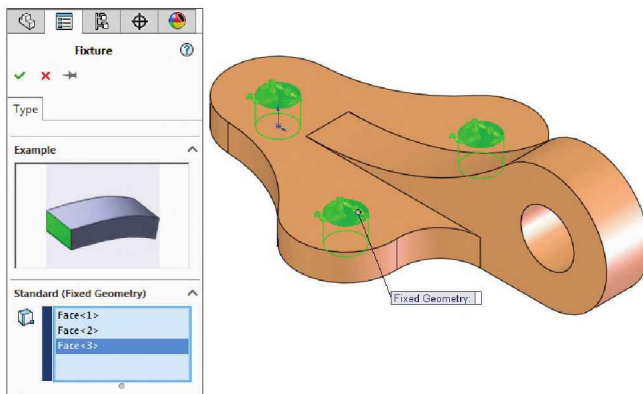 Fixture
Type
Example
Standard (Fixed Geometry)
Face<1>
Face<2>
Face<3>
Fixed Geometry: